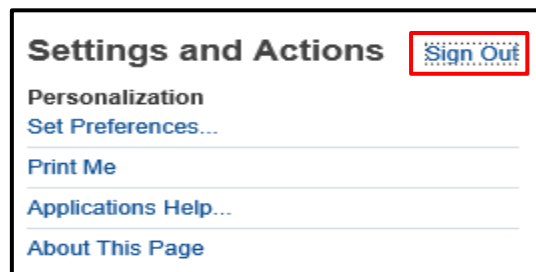 Settings and Actions Sign Out
Personalization
Set Preferences...
Print Me
Applications Help...
About This Page